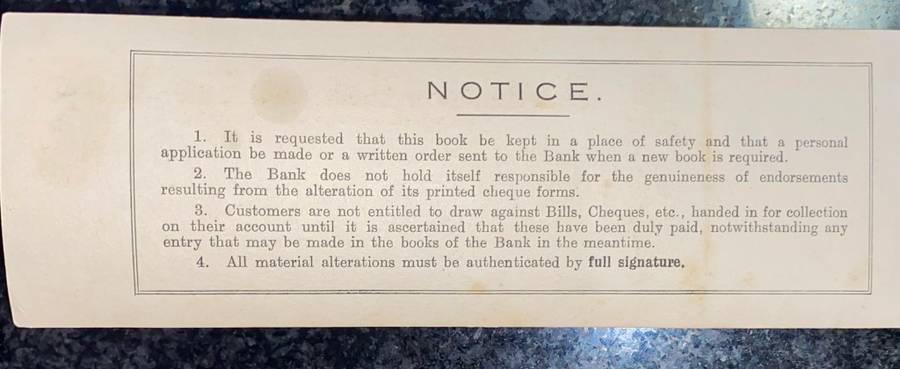 NOTICE.
1. It is requested that this book be kept in a place of safety and that a personal
application be made or a written order sent to the Bank when a new book is required.
2. The Bank does not hold itself responsible for the genuineness of endorsements
resulting from the alteration of its printed cheque forms.
3. Customers are not entitled to draw against Bills, Cheques, etc., handed in for collection
on their account until it is ascertained that these have been duly paid, notwithstanding any
entry that may be made in the books of the Bank in the meantime.
4. All material alterations must be authenticated by full signature.